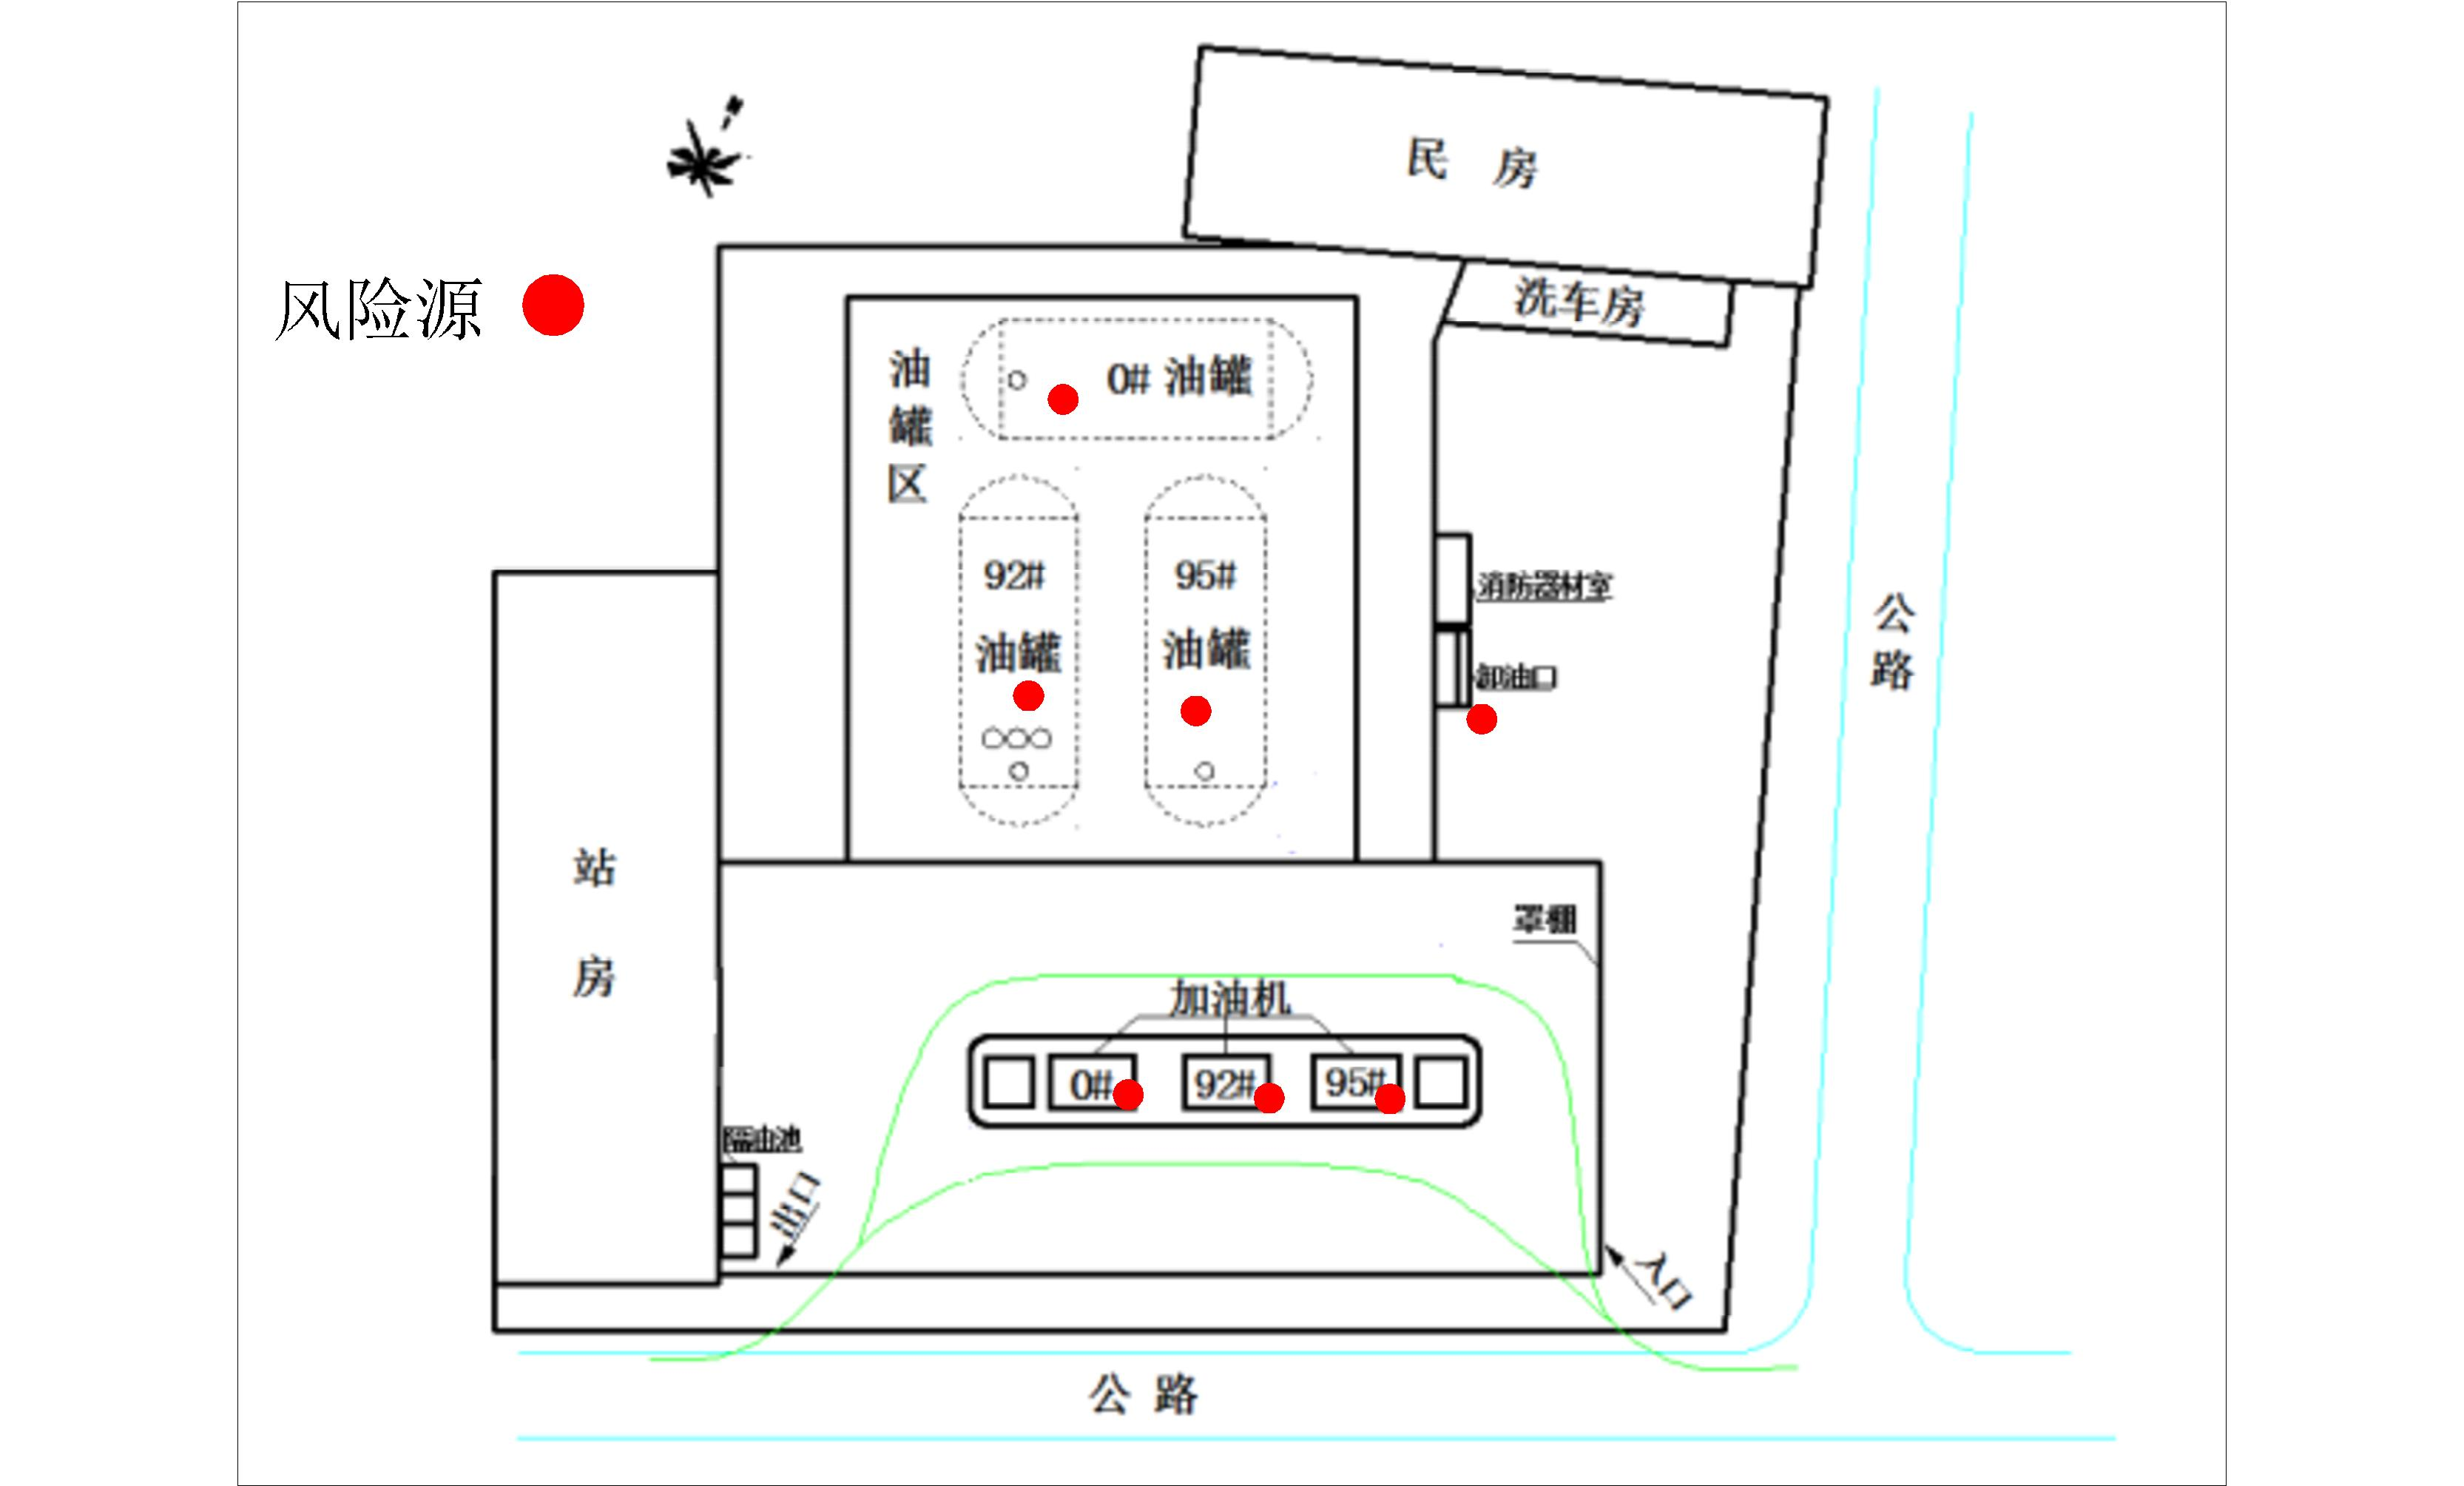 民 房
风险源
洗车房
油罐区
0# 油罐
92#
油罐
95#
油罐
消防器材室
卸油口
公路
站房
罩棚
加油机
0#
92#
95#
隔油池
出口
入口
公 路